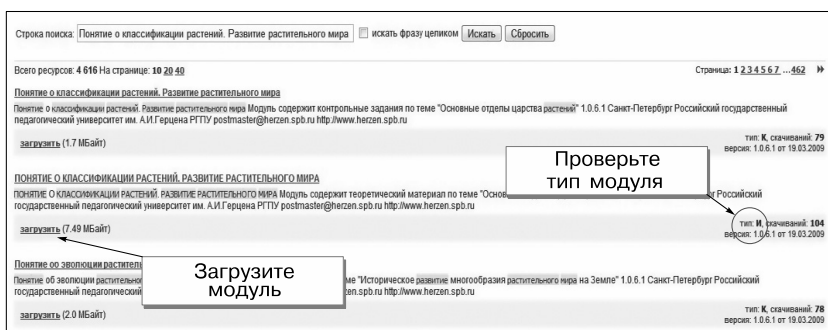 Строка поиска: Понятие о классификации растений. Развитие растительного мира искать фразу целиком Искать Сбросить
Всего ресурсов: 4 616 На странице: 10 20 40 Страница: 1 2 3 4 5 6 7 ...462
Понятие о классификации растений. Развитие растительного мира
Понятие о классификации растений. Развитие растительного мира Модуль содержит контрольные задания по теме "Основные отделы царства растений" 1.0.6.1 Санкт-Петербург Российский государственный
педагогический университет им. А.И.Герцена РГПУ postmaster@herzen.spb.ru http://www.herzen.spb.ru
загрузить (1.7 МБайт) тип: К, скачиваний: 79
версия: 1.0.6.1 от 19.03.2009
Проверьте
тип модуля
ПОНЯТИЕ О КЛАССИФИКАЦИИ РАСТЕНИЙ. РАЗВИТИЕ РАСТИТЕЛЬНОГО МИРА
ПОНЯТИЕ О КЛАССИФИКАЦИИ РАСТЕНИЙ. РАЗВИТИЕ РАСТИТЕЛЬНОГО МИРА Модуль содержит теоретический материал по теме "Основ рг Российский
государственный педагогический университет им. А.И.Герцена РГПУ postmaster@herzen.spb.ru http://www.herzen.spb.ru
загрузить (7.49 МБайт) тип: И, скачиваний: 104
версия: 1.0.6.1 от 19.03.2009
Загрузите
модуль
Понятие об эволюции растител
Понятие об эволюции растительно ме "Историческое развитие многообразия растительного мира на Земле" 1.0.6.1 Санкт-Петербург Российский
государственный педагогический zen.spb.ru http://www.herzen.spb.ru
загрузить (2.0 МБайт) тип: К, скачиваний: 78
версия: 1.0.6.1 от 19.03.2009